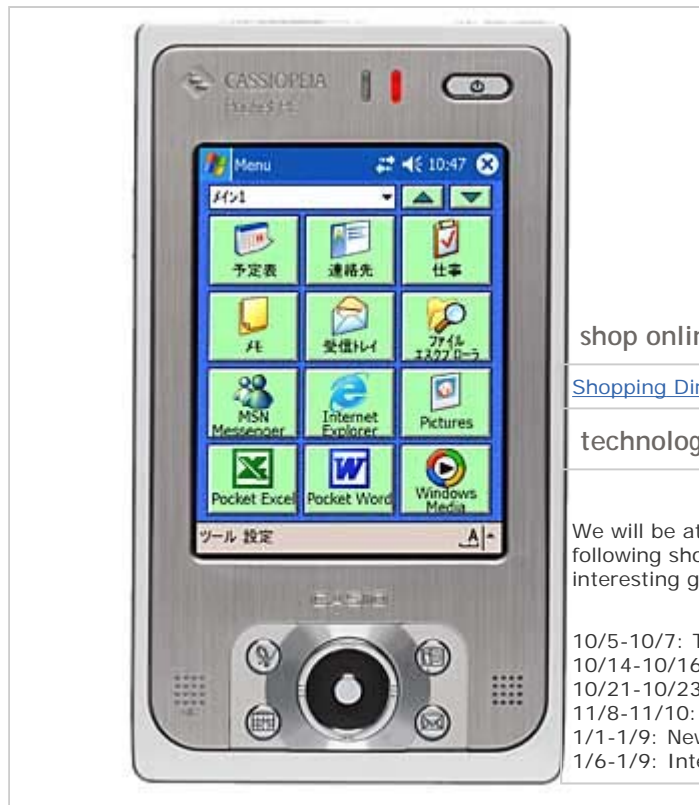 CASSIOPEIA
Pocket PC
Menu
10:47
メイン1
予定表
連絡先
仕事
メモ
受信トレイ
ファイル
エクスプローラ
MSN
Messenger
Internet
Explorer
Pictures
Pocket Excel
Pocket Word
Windows
Media
ツール 設定
A
CASIO
shop onlin
Shopping Dir
technolog
We will be at
following sho
interesting g
10/5-10/7: T
10/14-10/16
10/21-10/23
11/8-11/10:
1/1-1/9: New
1/6-1/9: Inte